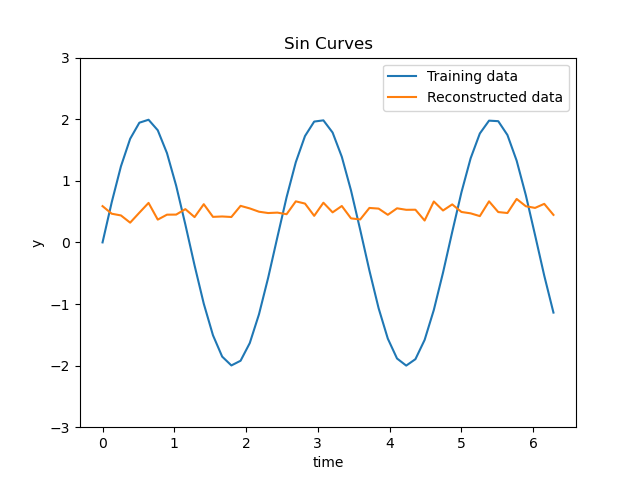 Sin Curves
Training data
Reconstructed data
3
2
1
0
−1
−2
−3
y
0 1 2 3 4 5 6
time